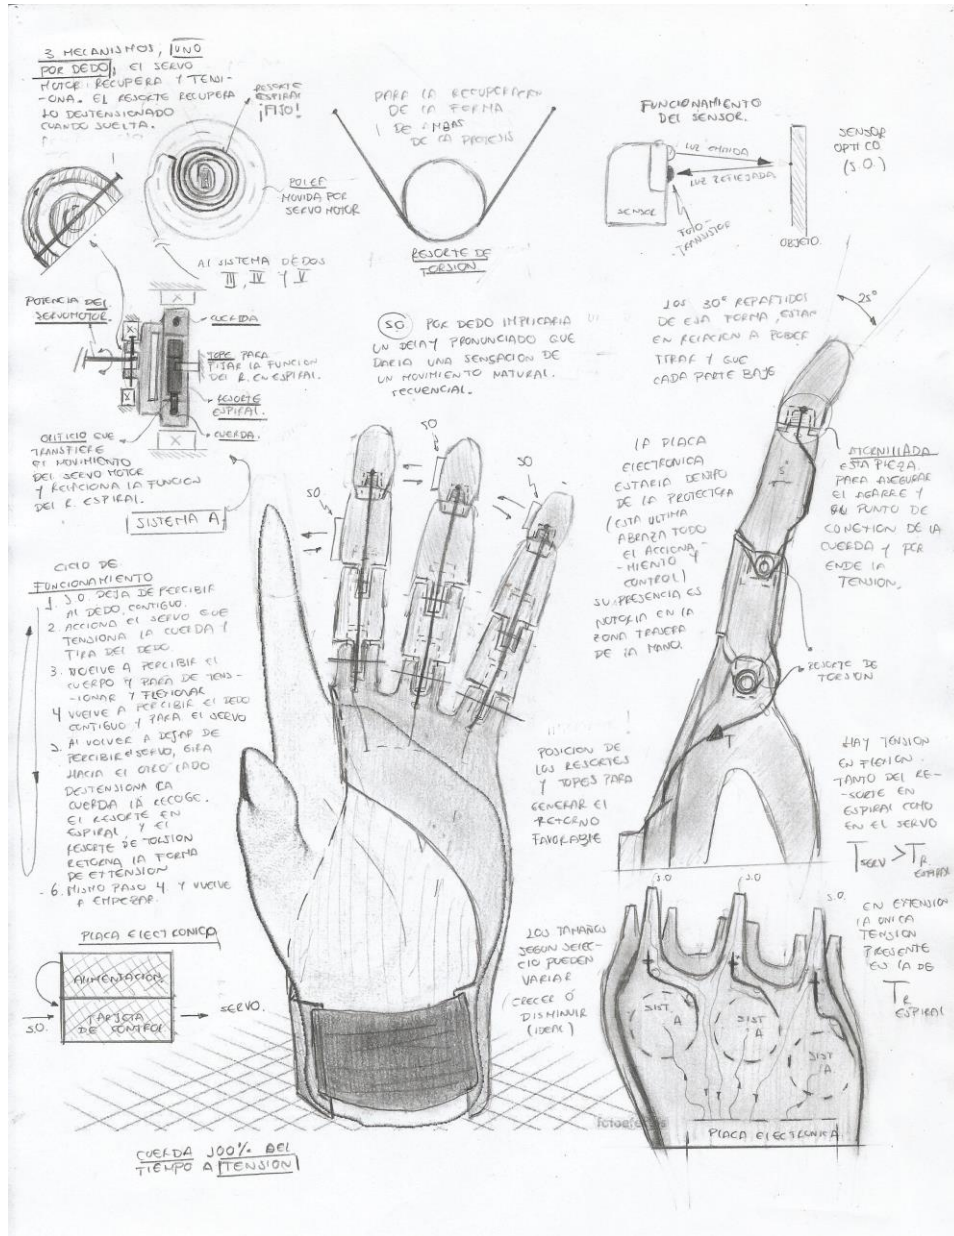 3 MECANISMOS, UNO
POR DEDO, El SERVO
MOTOR RECUPERA Y TENSI-
-ONA. EL RESORTE RECUPERA
LO DESTENSIONADO
CUANDO SUELTA.
RESORTE
ESPIRAL
¡FIJO!
POLEA
MOVIDA POR
SERVO MOTOR
Al SISTEMA DEDOS
III, IV Y V
PARA LA RECUPERACION
DE LA FORMA
DE AMBAS
DE LA PROTESIS
RESORTE DE
TORSION
FUNCIONAMIENTO
DEL SENSOR.
LUZ EMITIDA
LUZ REFLEJADA
SENSOR
FOTO-
TRANSISTOR
OBJETO.
SENSOR
OPTICO
(S.O.)
POTENCIA DEL
SERVOMOTOR.
X
X
X
X
CUERDA
TOPE PARA
FIJAR LA FUNCION
DEL R. EN ESPIRAL.
RESORTE
ESPIRAL.
CUERDA.
ORIFICIO QUE
TRANSFIERE
El MOVIMIENTO
DEL SERVO MOTOR
Y RELACIONA LA FUNCION
DEL R. ESPIRAL.
SISTEMA A
SO POR DEDO IMPLICARIA
UN DELAY PRONUNCIADO QUE
DARIA UNA SENSACION DE
UN MOVIMIENTO NATURAL.
SECUENCIAL.
LOS 30° REPARTIDOS
DE ESA FORMA, ESTAN
EN RELACION A PODER
TIRAR Y QUE
CADA PARTE BAJE
25°
SO
SO
SO
LA PLACA
ELECTRONICA
ESTARIA DENTRO
DE LA PROTECTORA
(ESTA ULTIMA
ABRAZA TODO
EL ACCIONA-
-MIENTO Y
CONTROL)
SU PRESENCIA ES
NOTORIA EN LA
ZONA TRASERA
DE LA MANO.
ATORNILLADA
ESTA PIEZA.
PARA ASEGURAR
EL AGARRE Y
PUNTO DE
CONEXION DE LA
CUERDA Y POR
ENDE LA
TENSION.
RESORTE DE
TORSION
T
CICLO DE
FUNCIONAMIENTO
1. S.O DEJA DE PERCIBIR
Al DEDO, CONTIGUO.
2. ACCIONA El SERVO QUE
TENSIONA LA CUERDA Y
TIRA DEL DEDO.
3. VUELVE A PERCIBIR El
CUERPO Y PARA DE TENS-
-IONAR Y FLEXIONAR
4 VUELVE A PERCIBIR El DEDO
CONTIGUO Y PARA El SERVO
5. Al VOLVER A DEJAR DE
PERCIBIR El SERVO, GIRA
HACIA EL OTRO LADO
DESTENSIONA LA
CUERDA LA RECOGE.
EL RESORTE EN
ESPIRAL, Y El
RESORTE DE TORSION
RETORNA LA FORMA
DE EXTENSION
- 6. MISMO PASO 4. Y VUELVE
A EMPEZAR.
POSICION DE
LOS RESORTES
Y TOPES PARA
GENERAR El
RETORNO
FAVORABLE
HAY TENSION
EN FLEXION.
TANTO DEL RE-
-SORTE EN
ESPIRAL COMO
EN EL SERVO
T SERV > T R.
ESPIRAL
EN EXTENSION
LA UNICA
TENSION
PRESENTE
ES LA DE
T R
ESPIRAL
PLACA ELECTRONICA
ALIMENTACION
TARJETA
DE CONTROL
S.O.
SERVO.
LOS TAMAÑOS
SEGUN SELEC-
CIO PUEDEN
VARIAR
CRECER Ó
DISMINUIR
(IDEAL)
S.O
S.O
S.O.
SIST
A
SIST
A
SIST
A
PLACA ELECTRONICA.
CUERDA 100% DEL
TIEMPO A TENSION